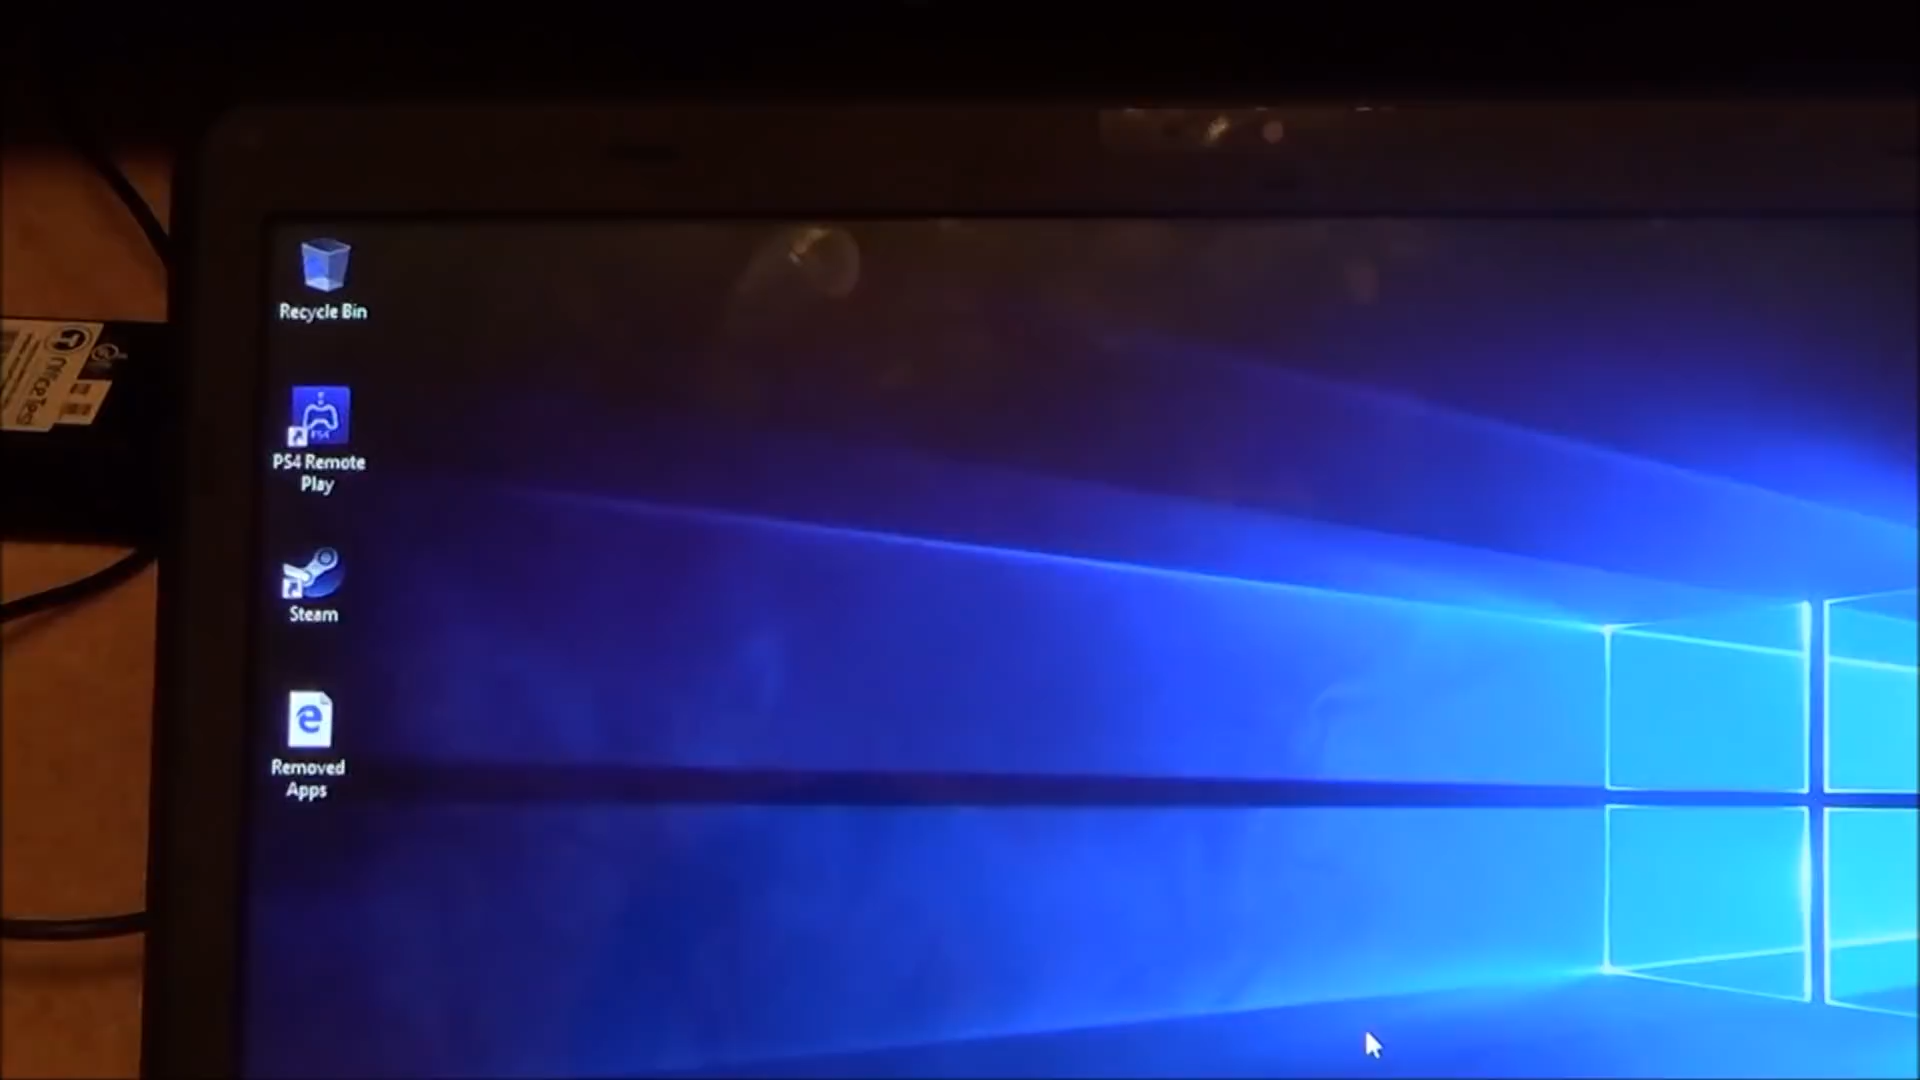 Recycle Bin
PS4 Remote
Play
Steam
Removed
Apps